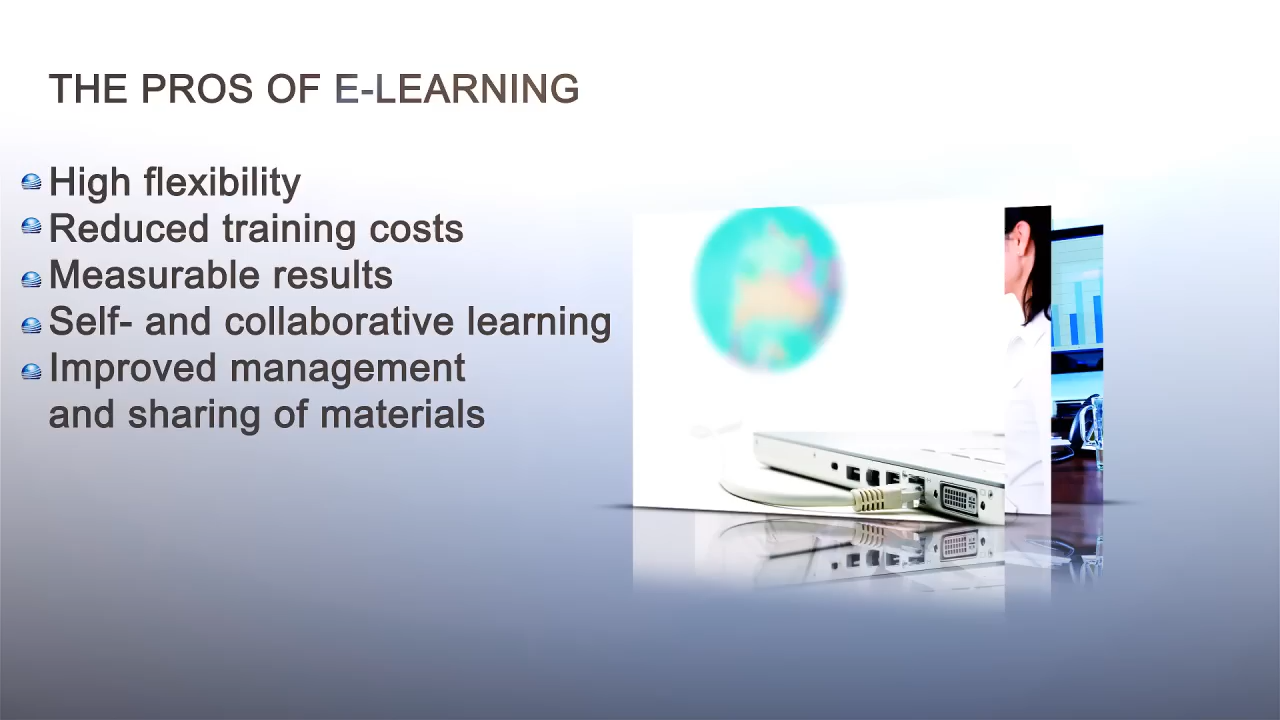 THE PROS OF E-LEARNING
High flexibility
Reduced training costs
Measurable results
Self- and collaborative learning
Improved management
and sharing of materials